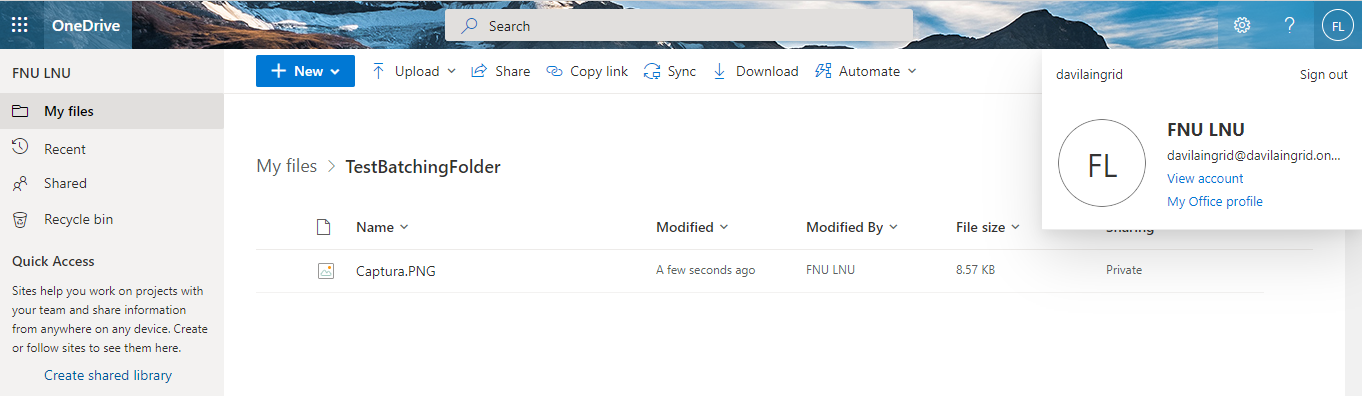 OneDrive
Search
?
FL
FNU LNU
New
Upload
Share
Copy link
Sync
Download
Automate
davilaingrid
Sign out
FL
FNU LNU
davilaingrid@davilaingrid.on...
View account
My Office profile
My files
Recent
Shared
Recycle bin
Quick Access
Sites help you work on projects with
your team and share information
from anywhere on any device. Create
or follow sites to see them here.
Create shared library
My files > TestBatchingFolder
Name Modified Modified By File size Sharing
Captura.PNG A few seconds ago FNU LNU 8.57 KB Private